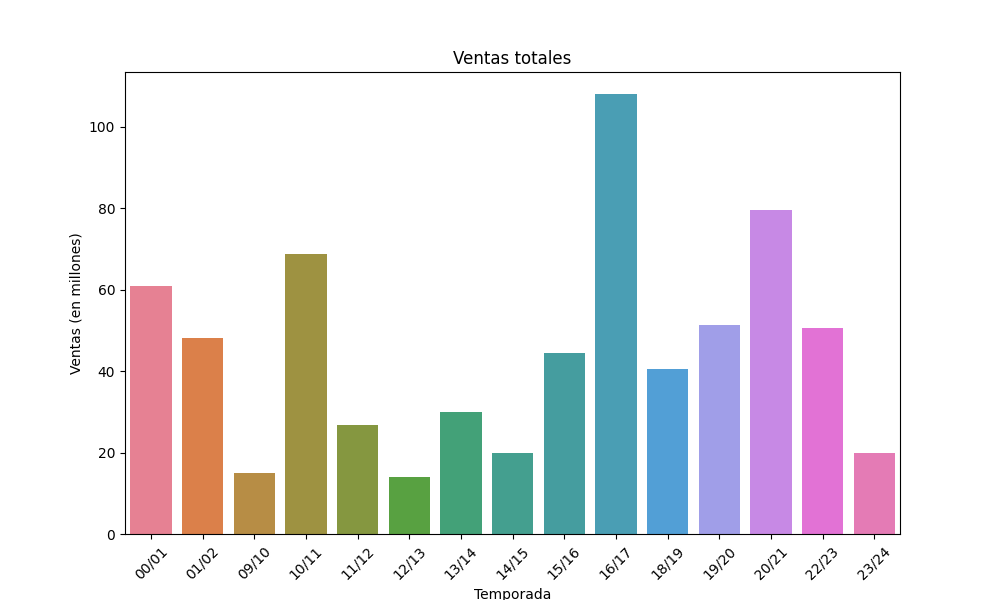 Ventas totales
Ventas (en millones)
100
80
60
40
20
0
00/01 01/02 09/10 10/11 11/12 12/13 13/14 14/15 15/16 16/17 18/19 19/20 20/21 22/23 23/24
Temporada